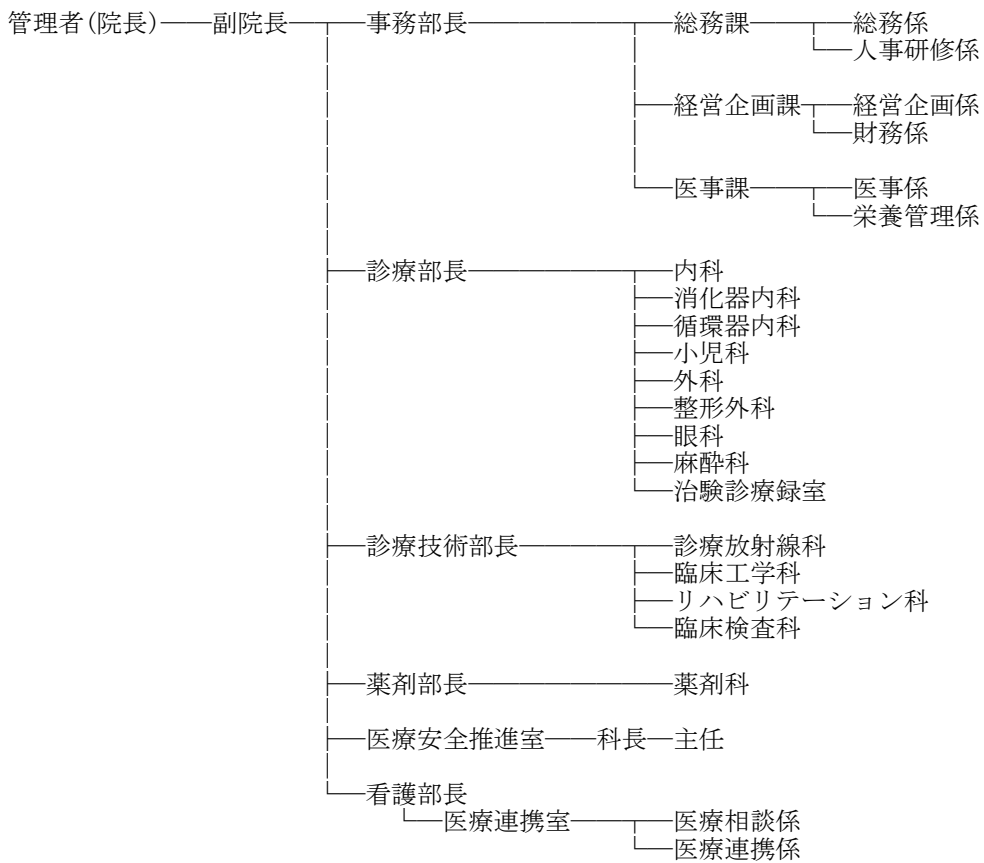 管理者(院長) 副院長 事務部長 総務課 総務係
人事研修係
経営企画課 経営企画係
財務係
医事課 医事係
栄養管理係
診療部長 内科
消化器内科
循環器内科
小児科
外科
整形外科
眼科
麻酔科
治験診療録室
診療技術部長 診療放射線科
臨床工学科
リハビリテーション科
臨床検査科
薬剤部長 薬剤科
医療安全推進室 科長 主任
看護部長
医療連携室 医療相談係
医療連携係